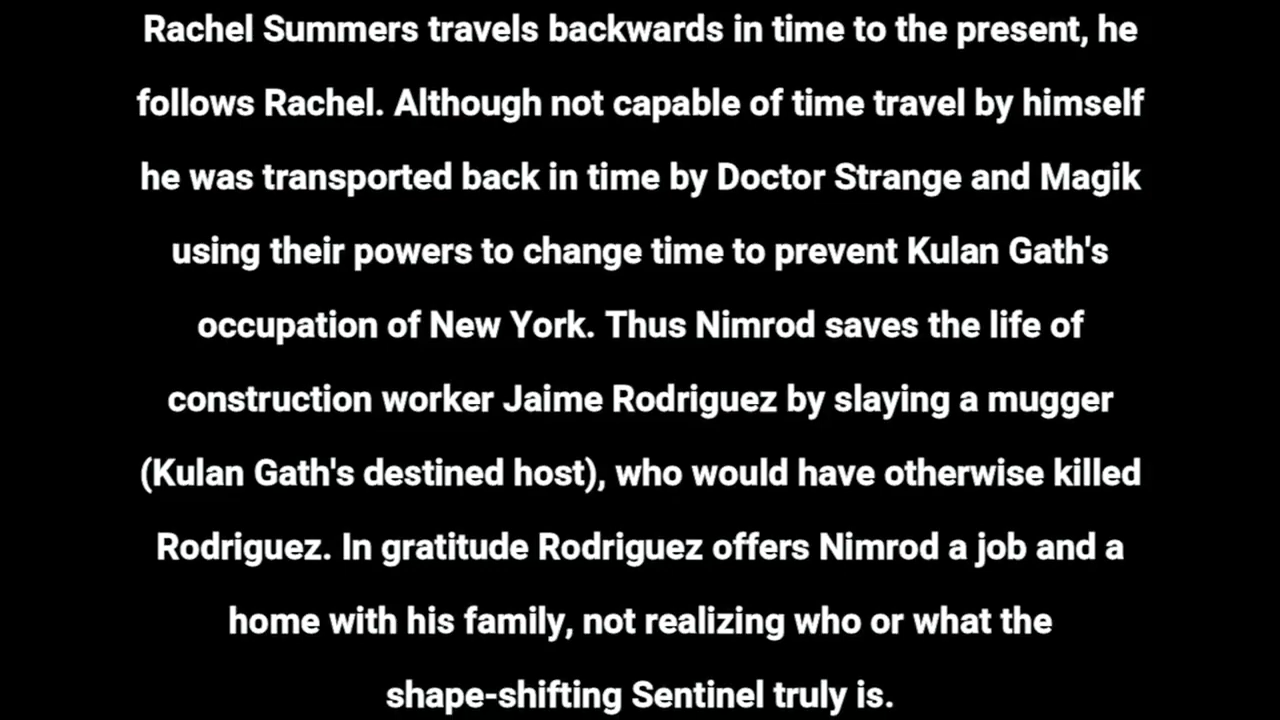 Rachel Summers travels backwards in time to the present, he
follows Rachel. Although not capable of time travel by himself
he was transported back in time by Doctor Strange and Magik
using their powers to change time to prevent Kulan Gath's
occupation of New York. Thus Nimrod saves the life of
construction worker Jaime Rodriguez by slaying a mugger
(Kulan Gath's destined host), who would have otherwise killed
Rodriguez. In gratitude Rodriguez offers Nimrod a job and a
home with his family, not realizing who or what the
shape-shifting Sentinel truly is.